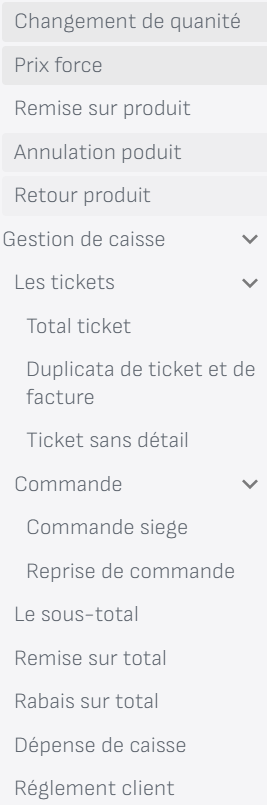 Changement de quanité
Prix force
Remise sur produit
Annulation poduit
Retour produit
Gestion de caisse
Les tickets
Total ticket
Duplicata de ticket et de
facture
Ticket sans détail
Commande
Commande siege
Reprise de commande
Le sous-total
Remise sur total
Rabais sur total
Dépense de caisse
Réglement client